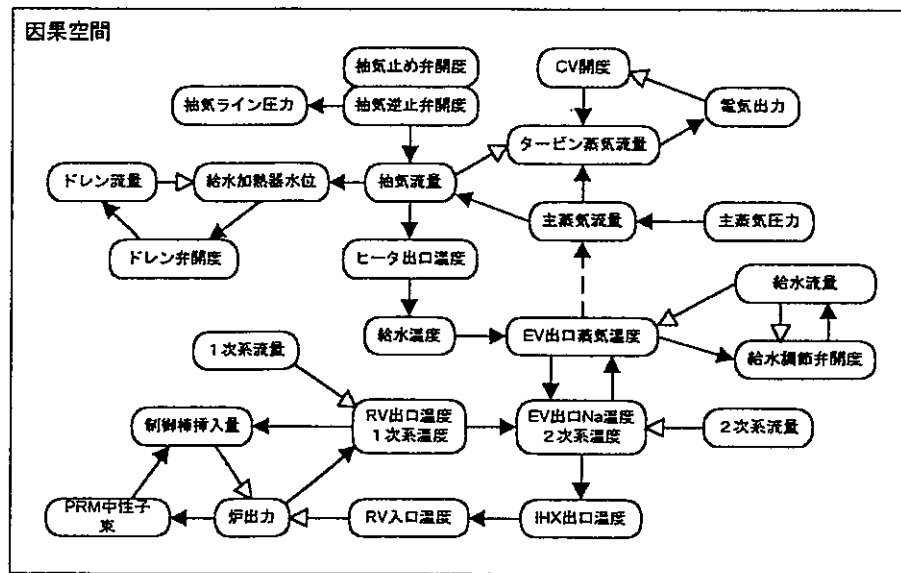 因果空間
抽気止め弁開度
CV開度
抽気ライン圧力
抽気逆止弁開度
電気出力
タービン蒸気流量
ドレン流量
給水加熱器水位
抽気流量
主蒸気流量
主蒸気圧力
ドレン弁開度
ヒータ出口温度
給水流量
給水温度
EV出口蒸気温度
給水調節弁開度
1次系流量
制御棒挿入量
RV出口温度
1次系温度
EV出口Na温度
2次系温度
2次系流量
PRM中性子
束
炉出力
RV入口温度
IHX出口温度